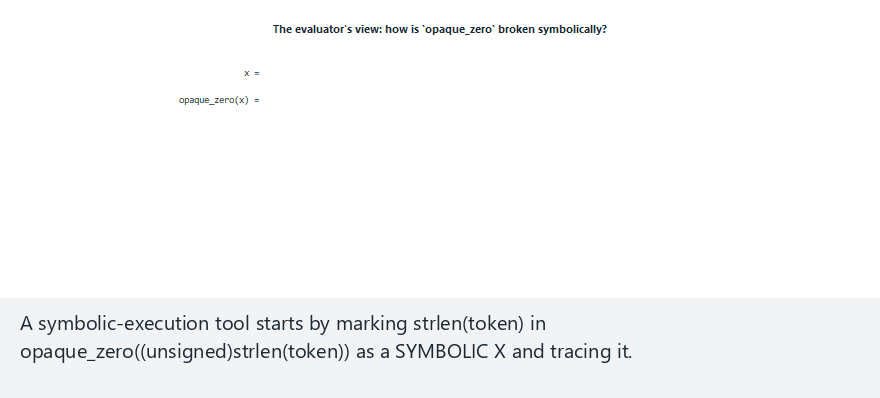 The evaluator's view: how is `opaque_zero` broken symbolically?
x =
opaque_zero(x) =
A symbolic-execution tool starts by marking strlen(token) in
opaque_zero((unsigned)strlen(token)) as a SYMBOLIC X and tracing it.